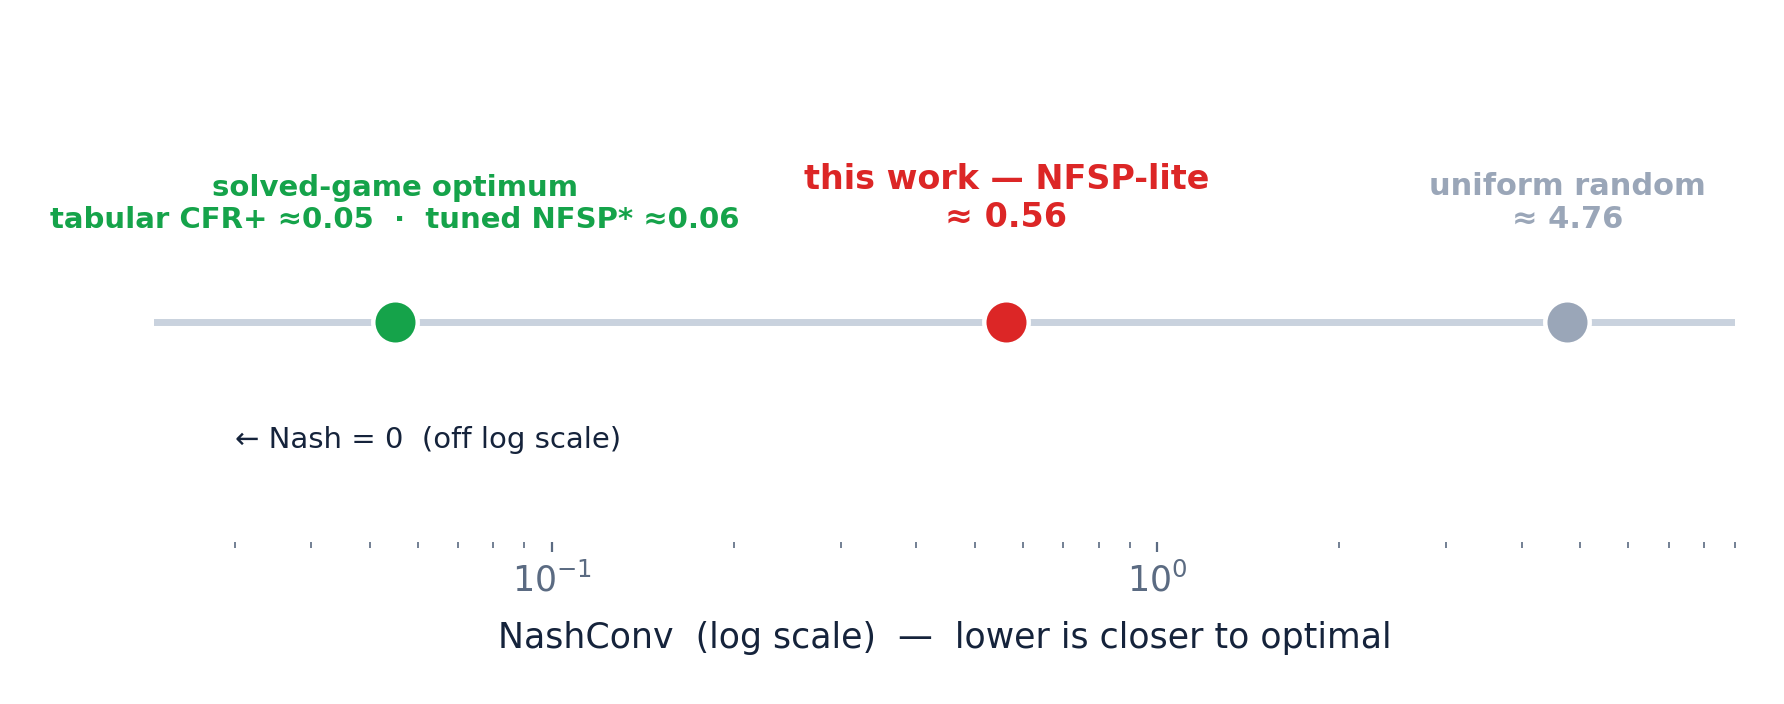 solved-game optimum
tabular CFR+ ≈0.05 · tuned NFSP* ≈0.06
this work — NFSP-lite
≈ 0.56
uniform random
≈ 4.76
← Nash = 0 (off log scale)
10⁻¹
10⁰
NashConv (log scale) — lower is closer to optimal